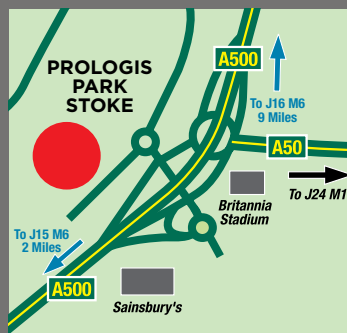 PROLOGIS
PARK
STOKE
A500
To J16 M6
9 Miles
A50
To J24 M1
Britannia
Stadium
To J15 M6
2 Miles
A500
Sainsbury's